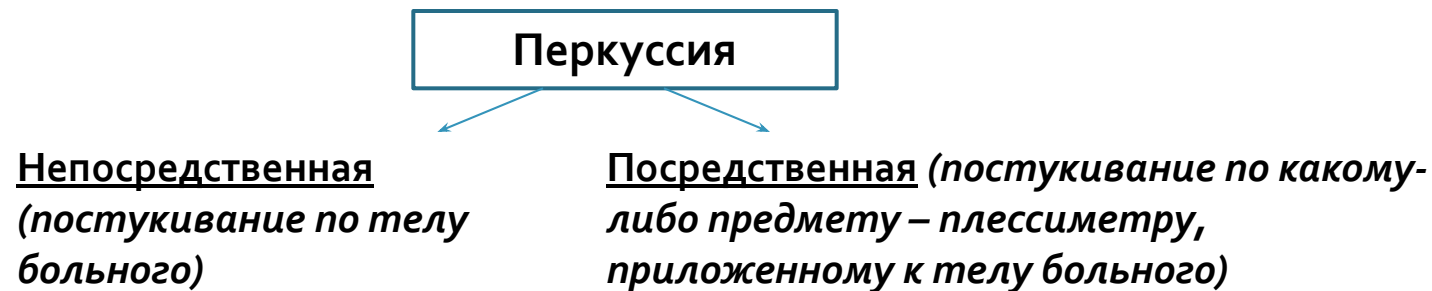 Перкуссия
Непосредственная
(постукивание по телу
больного)
Посредственная (постукивание по какому-
либо предмету – плессиметру,
приложенному к телу больного)